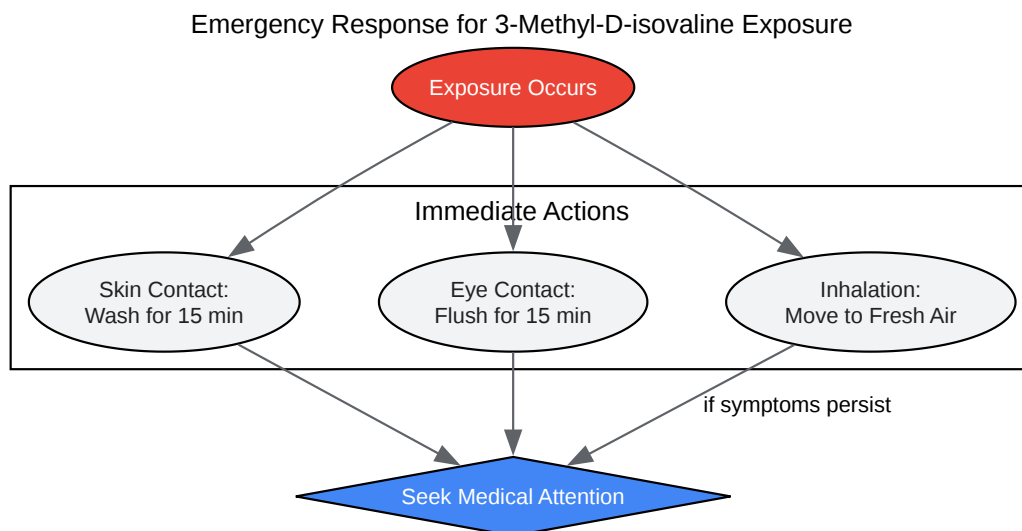 Emergency Response for 3-Methyl-D-isovaline Exposure
Exposure Occurs
Immediate Actions
Skin Contact:
Wash for 15 min
Eye Contact:
Flush for 15 min
Inhalation:
Move to Fresh Air
if symptoms persist
Seek Medical Attention